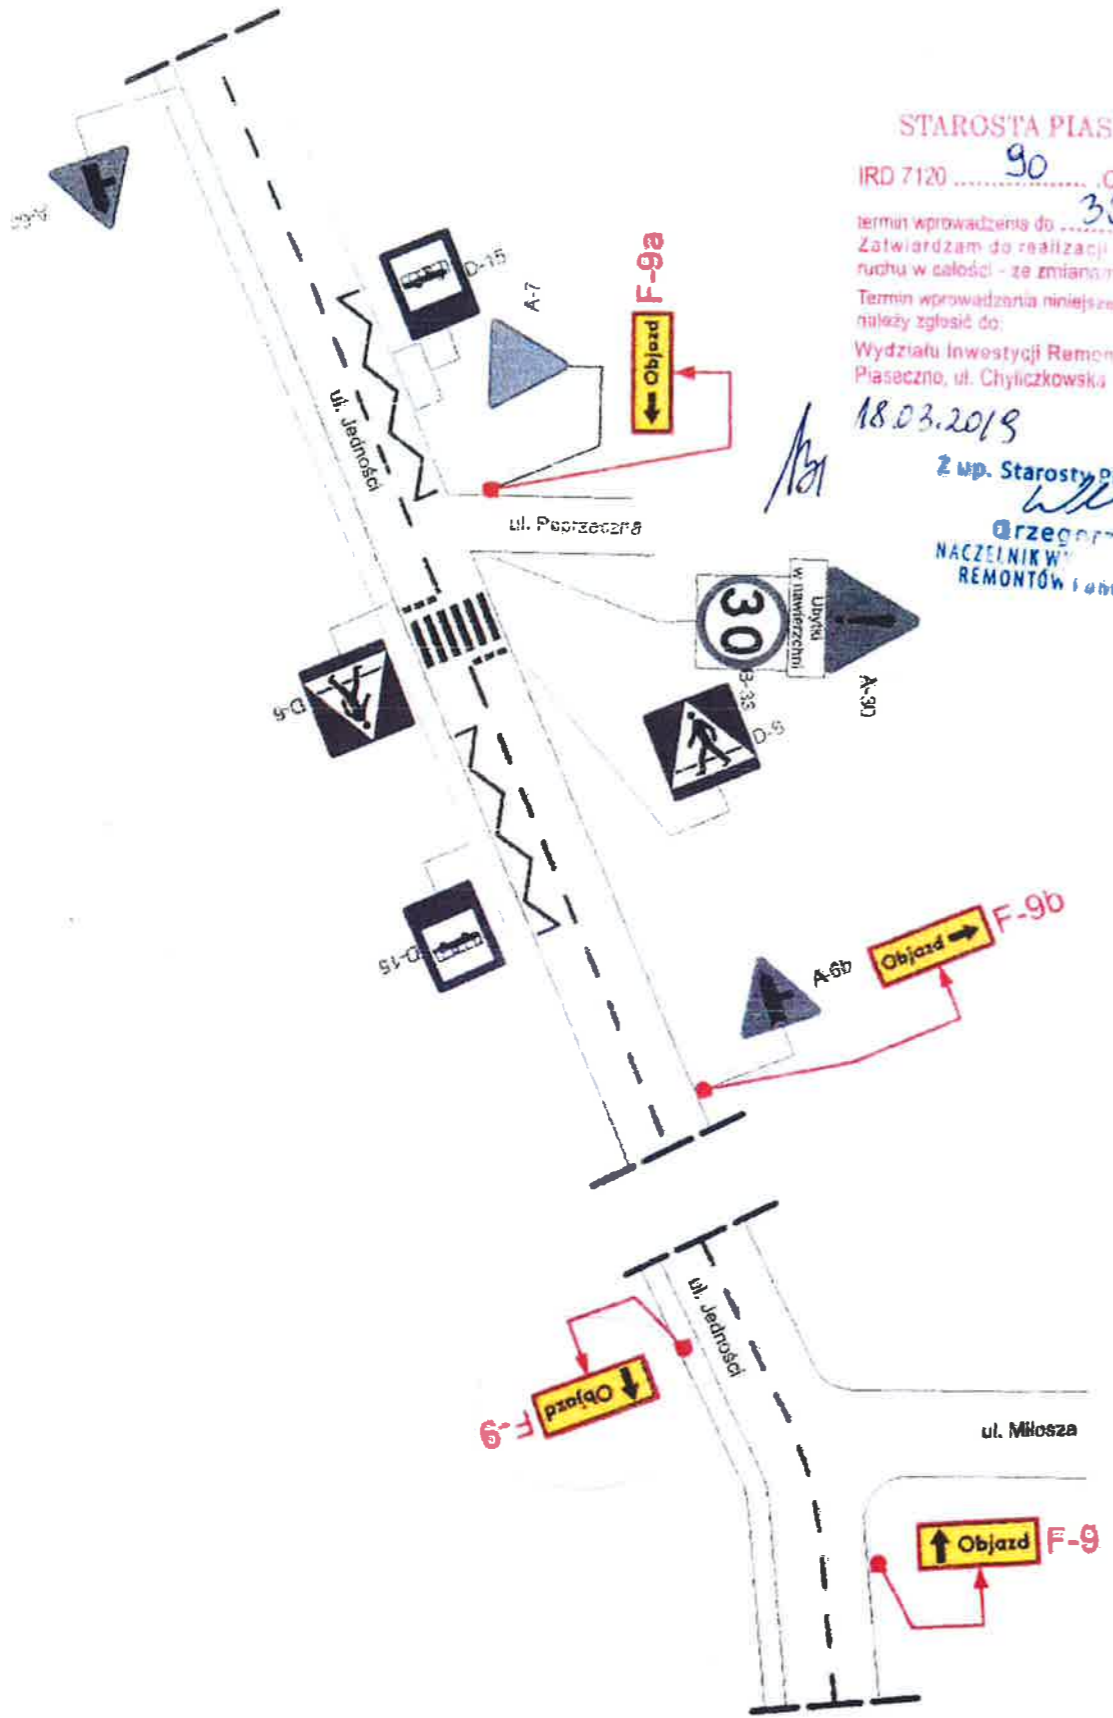 STAROSTA PIAS
IRD 7120 ........ 90 ........
termin wprowadzenia do
Zatwierdzam do realizacji
ruchu w całości - ze zmianam
Termin wprowadzenia niniejsze
należy zgłosić do:
Wydziału Inwestycji Remon
Piaseczno, ul. Chyliczkowska
18.03.2019
Z up. Starosty P
Grzegorz
NACZELNIK W
REMONTÓW
D-15
A-7
F-9a
Objazd
ul. Jedności
ul. Poprzeczna
Ubytki
w nawierzchni
30
B-33
A-30
D-6
D-6
D-15
A-6b
Objazd
F-9b
ul. Jedności
Objazd
F-9
ul. Miłosza
Objazd
F-9